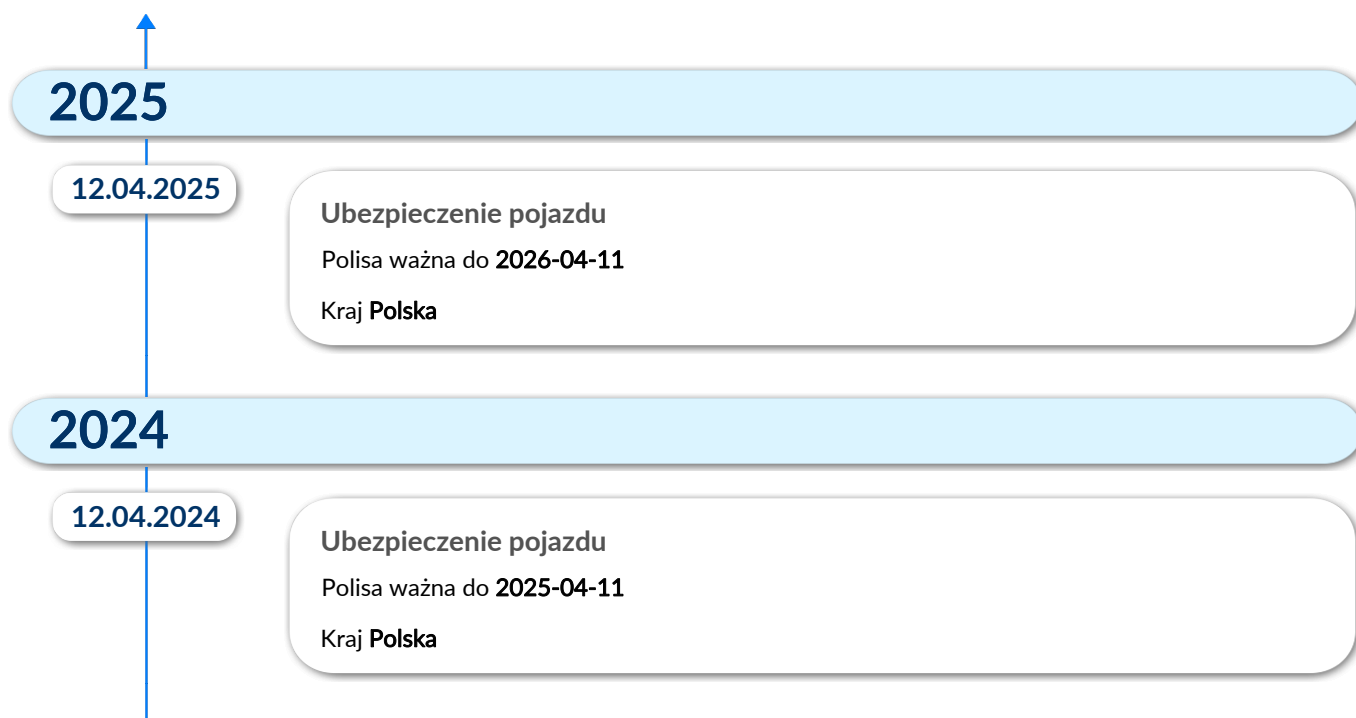 2025
12.04.2025
Ubezpieczenie pojazdu
Polisa ważna do 2026-04-11
Kraj Polska
2024
12.04.2024
Ubezpieczenie pojazdu
Polisa ważna do 2025-04-11
Kraj Polska